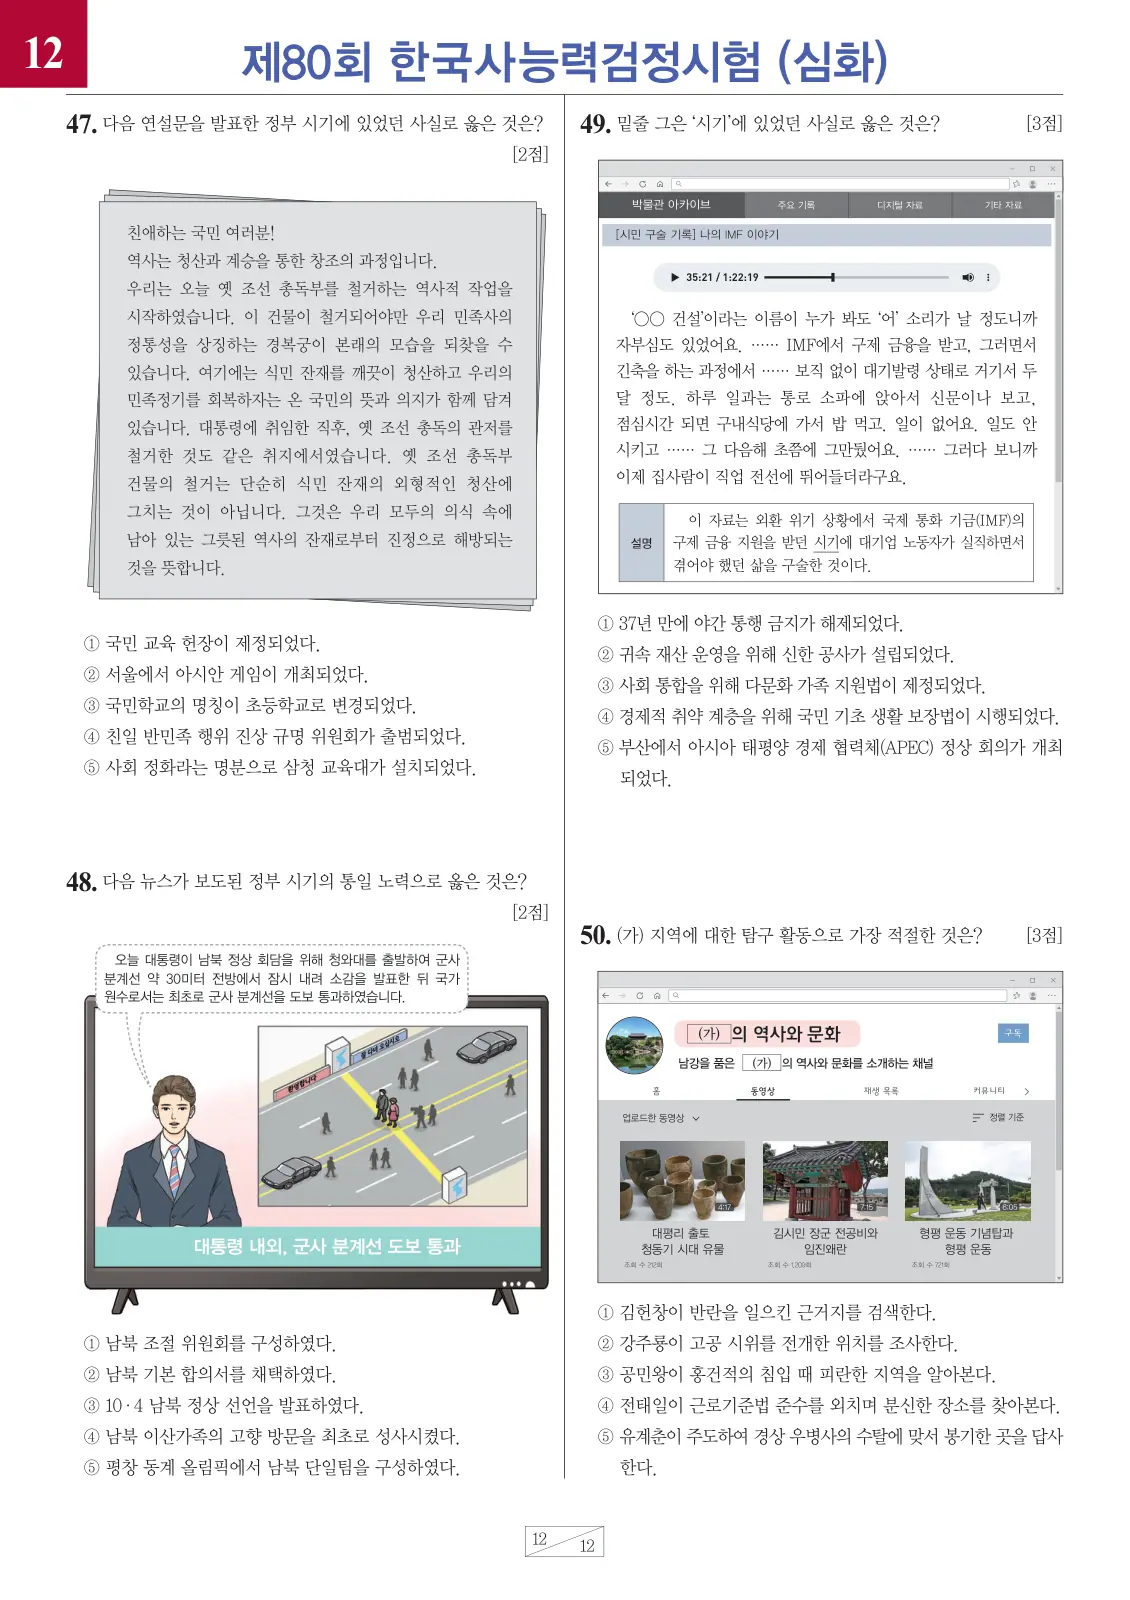 12
제80회 한국사능력검정시험 (심화)
47. 다음 연설문을 발표한 정부 시기에 있었던 사실로 옳은 것은?
[2점]
친애하는 국민 여러분!
역사는 청산과 계승을 통한 창조의 과정입니다.
우리는 오늘 옛 조선 총독부를 철거하는 역사적 작업을
시작하였습니다. 이 건물이 철거되어야만 우리 민족사의
정통성을 상징하는 경복궁이 본래의 모습을 되찾을 수
있습니다. 여기에는 식민 잔재를 깨끗이 청산하고 우리의
민족정기를 회복하자는 온 국민의 뜻과 의지가 함께 담겨
있습니다. 대통령에 취임한 직후, 옛 조선 총독의 관저를
철거한 것도 같은 취지에서였습니다. 옛 조선 총독부
건물의 철거는 단순히 식민 잔재의 외형적인 청산에
그치는 것이 아닙니다. 그것은 우리 모두의 의식 속에
남아 있는 그릇된 역사의 잔재로부터 진정으로 해방되는
것을 뜻합니다.
① 국민 교육 헌장이 제정되었다.
② 서울에서 아시안 게임이 개최되었다.
③ 국민학교의 명칭이 초등학교로 변경되었다.
④ 친일 반민족 행위 진상 규명 위원회가 출범되었다.
⑤ 사회 정화라는 명분으로 삼청 교육대가 설치되었다.
48. 다음 뉴스가 보도된 정부 시기의 통일 노력으로 옳은 것은?
[2점]
오늘 대통령이 남북 정상 회담을 위해 청와대를 출발하여 군사
분계선 약 30미터 전방에서 잠시 내려 소감을 발표한 뒤 국가
원수로서는 최초로 군사 분계선을 도보 통과하였습니다.
환영합니다
잘 다녀 오십시오
대통령 내외, 군사 분계선 도보 통과
① 남북 조절 위원회를 구성하였다.
② 남북 기본 합의서를 채택하였다.
③ 10·4 남북 정상 선언을 발표하였다.
④ 남북 이산가족의 고향 방문을 최초로 성사시켰다.
⑤ 평창 동계 올림픽에서 남북 단일팀을 구성하였다.
49. 밑줄 그은 ‘시기’에 있었던 사실로 옳은 것은? [3점]
박물관 아카이브 주요 기록 디지털 자료 기타 자료
[시민 구술 기록] 나의 IMF 이야기
35:21 / 1:22:19
‘○○ 건설’이라는 이름이 누가 봐도 ‘어’ 소리가 날 정도니까
자부심도 있었어요. …… IMF에서 구제 금융을 받고, 그러면서
긴축을 하는 과정에서 …… 보직 없이 대기발령 상태로 거기서 두
달 정도. 하루 일과는 통로 소파에 앉아서 신문이나 보고,
점심시간 되면 구내식당에 가서 밥 먹고. 일이 없어요. 일도 안
시키고 …… 그 다음해 초쯤에 그만뒀어요. …… 그러다 보니까
이제 집사람이 직업 전선에 뛰어들더라구요.
설명
이 자료는 외환 위기 상황에서 국제 통화 기금(IMF)의
구제 금융 지원을 받던 시기에 대기업 노동자가 실직하면서
겪어야 했던 삶을 구술한 것이다.
① 37년 만에 야간 통행 금지가 해제되었다.
② 귀속 재산 운영을 위해 신한 공사가 설립되었다.
③ 사회 통합을 위해 다문화 가족 지원법이 제정되었다.
④ 경제적 취약 계층을 위해 국민 기초 생활 보장법이 시행되었다.
⑤ 부산에서 아시아 태평양 경제 협력체(APEC) 정상 회의가 개최
되었다.
50. (가) 지역에 대한 탐구 활동으로 가장 적절한 것은? [3점]
(가)의 역사와 문화
구독
남강을 품은 (가)의 역사와 문화를 소개하는 채널
홈 동영상 재생 목록 커뮤니티
업로드한 동영상 정렬 기준
4:17 7:15 6:05
대평리 출토
청동기 시대 유물
조회 수 212회
김시민 장군 전공비와
임진왜란
조회 수 1,209회
형평 운동 기념탑과
형평 운동
조회 수 721회
① 김헌창이 반란을 일으킨 근거지를 검색한다.
② 강주룡이 고공 시위를 전개한 위치를 조사한다.
③ 공민왕이 홍건적의 침입 때 피란한 지역을 알아본다.
④ 전태일이 근로기준법 준수를 외치며 분신한 장소를 찾아본다.
⑤ 유계춘이 주도하여 경상 우병사의 수탈에 맞서 봉기한 곳을 답사
한다.
12
12